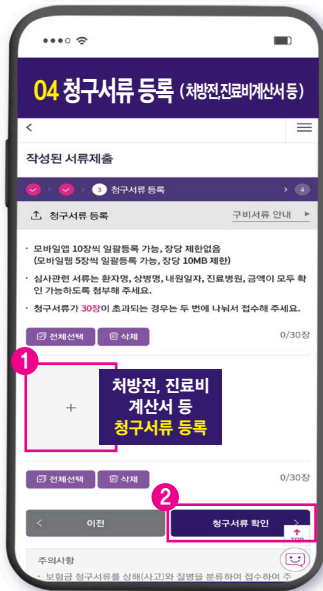 04 청구서류 등록 (처방전,진료비계산서 등)
작성된 서류제출
3 청구서류 등록 > 4
청구서류 등록 구비서류 안내
· 모바일앱 10장씩 일괄등록 가능, 장당 제한없음
(모바일웹 5장씩 일괄등록 가능, 장당 10MB 제한)
· 심사관련 서류는 환자명, 상병명, 내원일자, 진료병원, 금액이 모두 확
인 가능하도록 첨부해 주세요.
· 청구서류가 30장이 초과되는 경우는 두 번에 나눠서 접수해 주세요.
전체선택 삭제 0/30장
1
+
처방전, 진료비
계산서 등
청구서류 등록
전체선택 삭제 0/30장
2
< 이전 청구서류 확인 >
TOP
주의사항
· 보험금 청구서류를 상해(사고)와 질병을 분류하여 접수하여 주